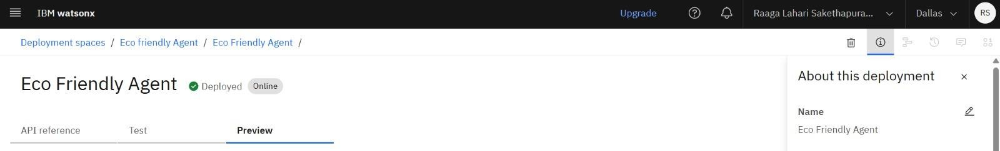 IBM watsonx Upgrade Raaga Lahari Sakethapura... Dallas RS
Deployment spaces / Eco friendly Agent / Eco Friendly Agent /
Eco Friendly Agent Deployed Online
About this deployment
API reference Test Preview
Name
Eco Friendly Agent